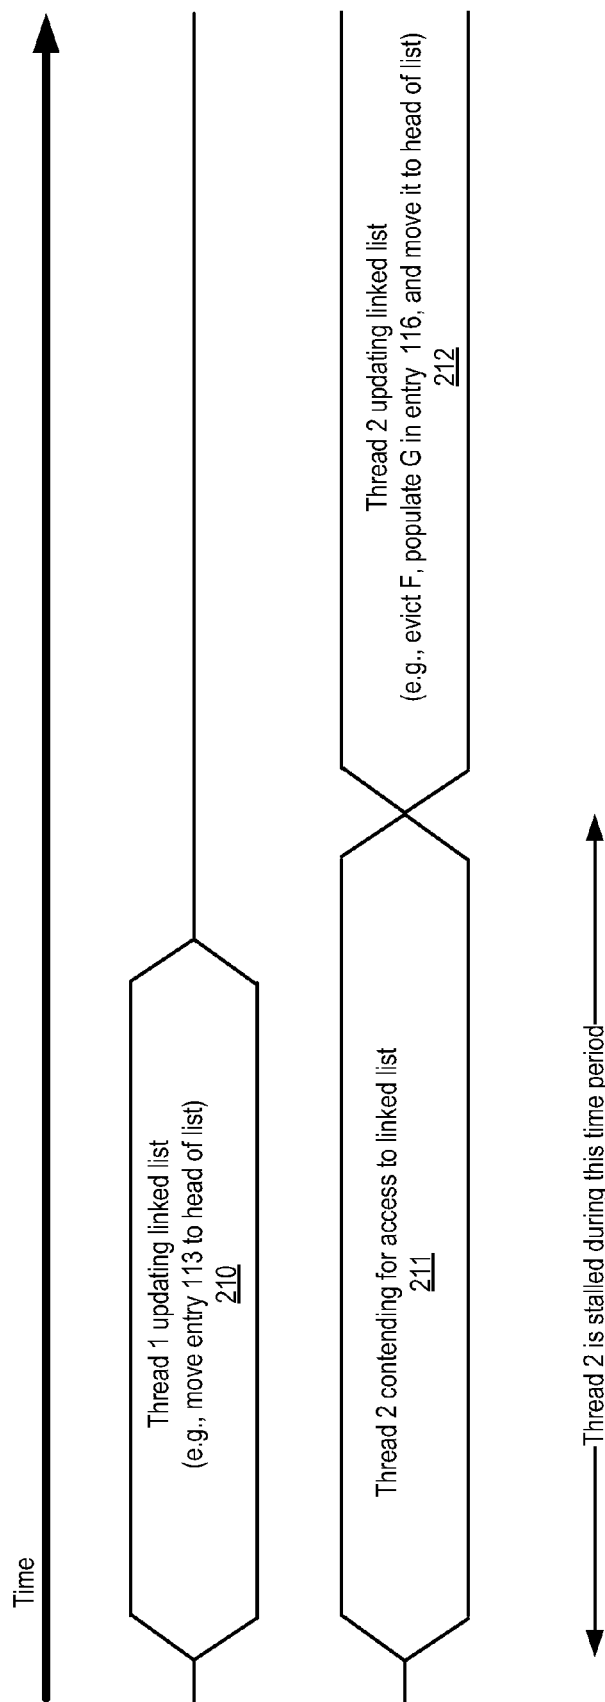 Time
Thread 1 updating linked list
(e.g., move entry 113 to head of list)
210
Thread 2 contending for access to linked list
211
Thread 2 updating linked list
(e.g., evict F, populate G in entry 116, and move it to head of list)
212
Thread 2 is stalled during this time period